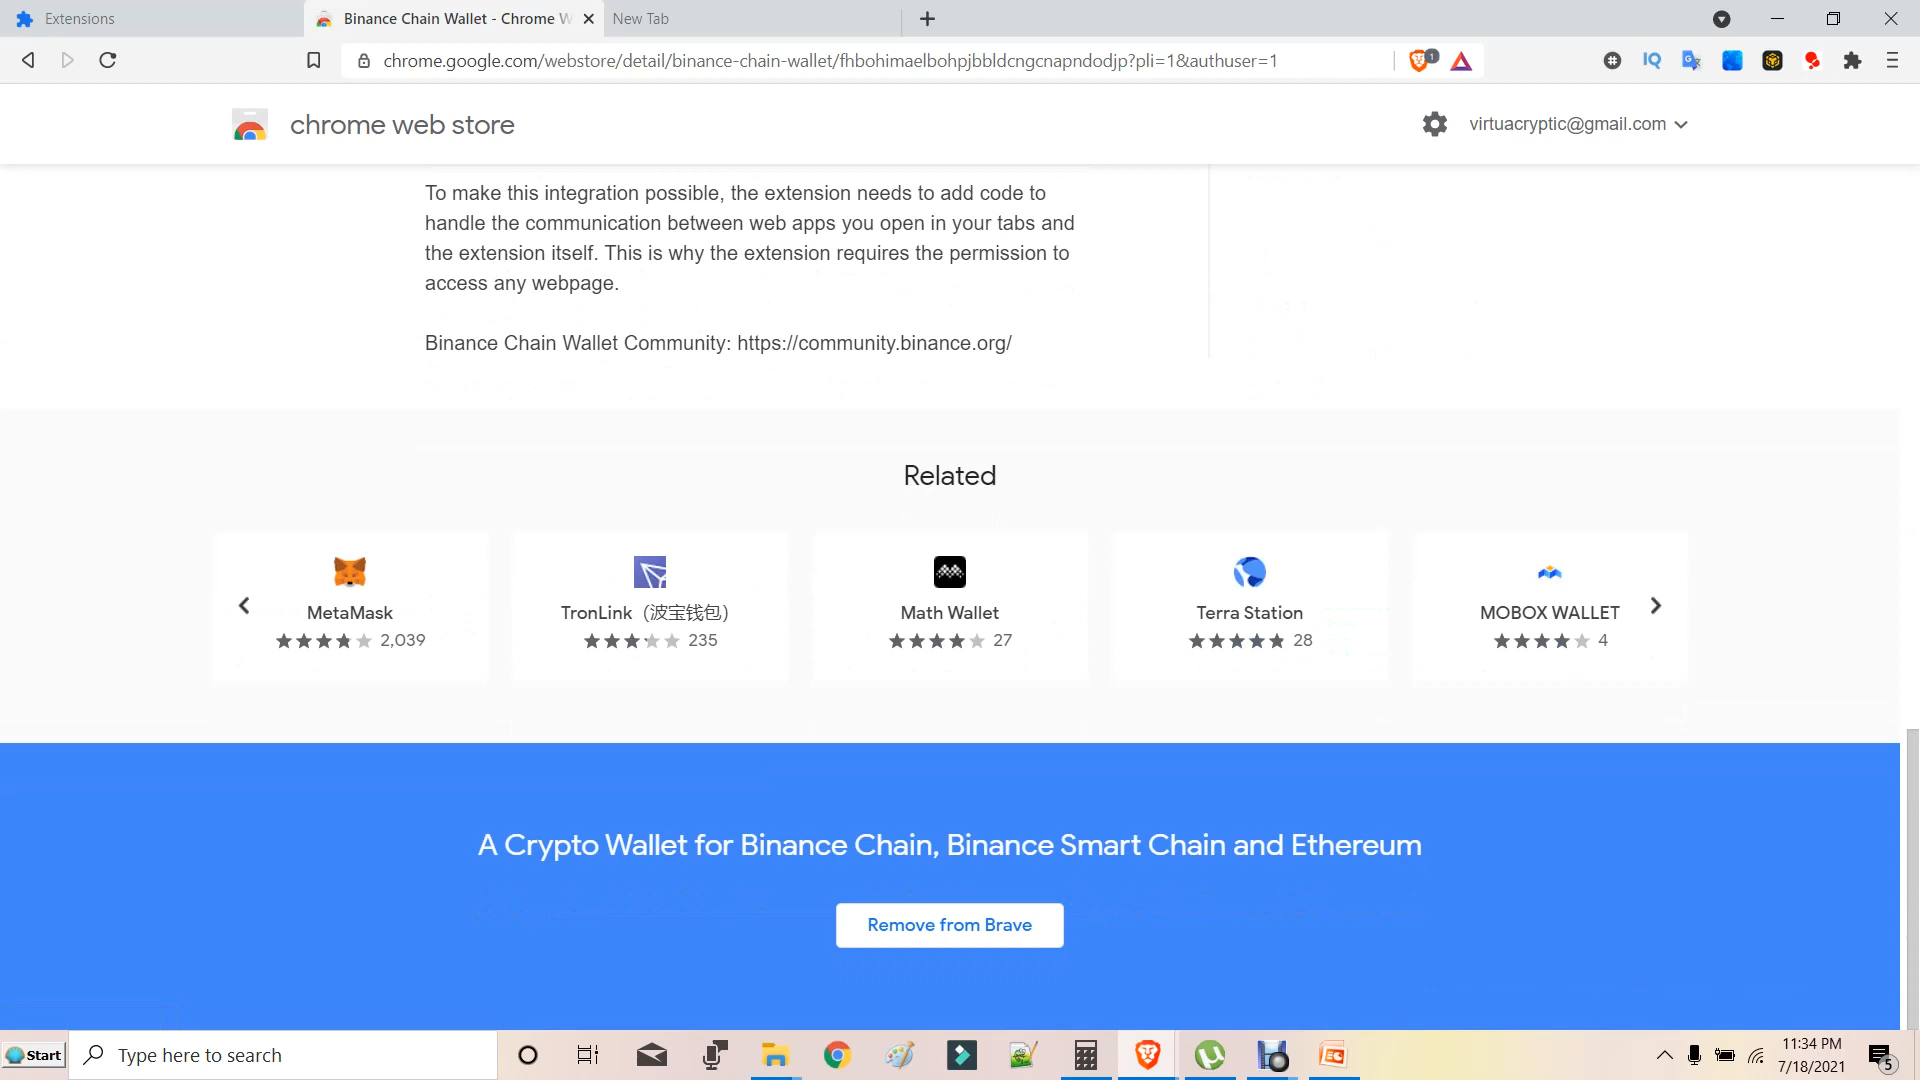 Extensions
Binance Chain Wallet - Chrome W
New Tab
chrome.google.com/webstore/detail/binance-chain-wallet/fhbohimaelbohpjbbldcngcnapndodjp?pli=1&authuser=1
1
IQ
chrome web store
virtuacryptic@gmail.com
To make this integration possible, the extension needs to add code to
handle the communication between web apps you open in your tabs and
the extension itself. This is why the extension requires the permission to
access any webpage.
Binance Chain Wallet Community: https://community.binance.org/
Related
MetaMask
2,039
TronLink（波宝钱包）
235
Math Wallet
27
Terra Station
28
MOBOX WALLET
4
A Crypto Wallet for Binance Chain, Binance Smart Chain and Ethereum
Remove from Brave
Start
Type here to search
11:34 PM
7/18/2021
5